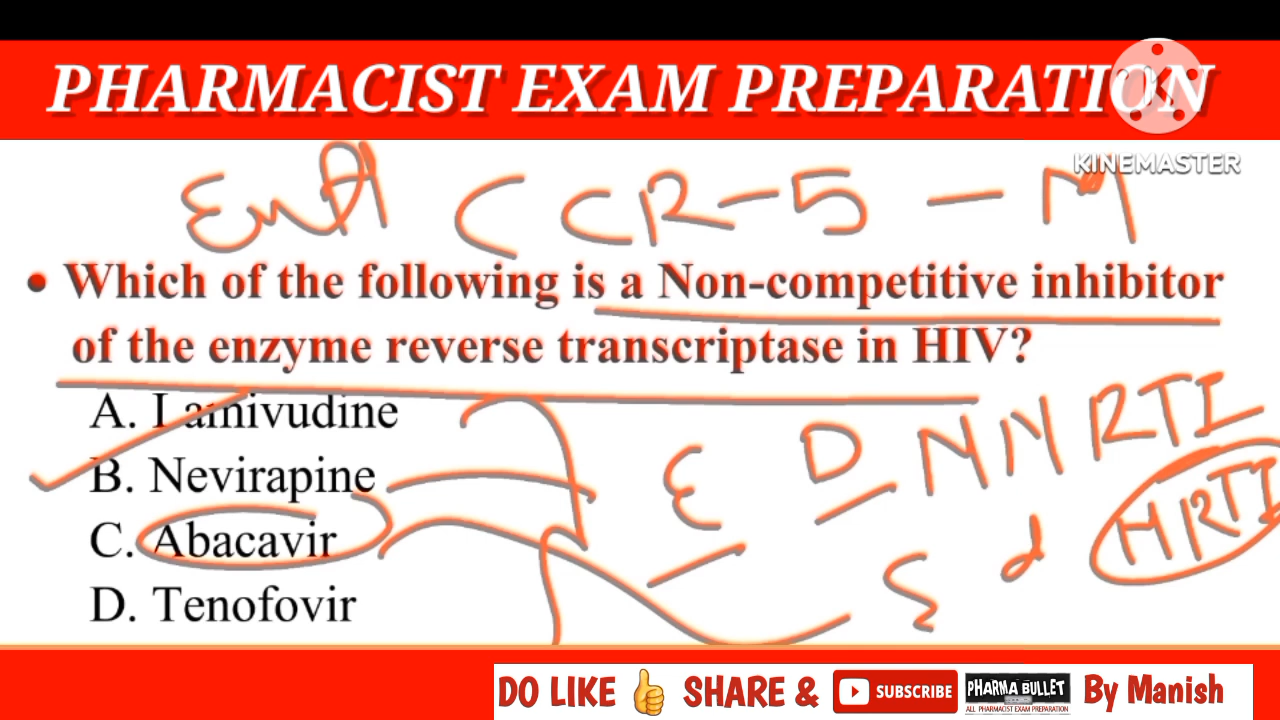 PHARMACIST EXAM PREPARATION
KINEMASTER
CCR-5 - M
• Which of the following is a Non-competitive inhibitor
of the enzyme reverse transcriptase in HIV?
A. Lamivudine
B. Nevirapine
C. Abacavir
D. Tenofovir
E D NNRTI
NRTI
DO LIKE 👍 SHARE & SUBSCRIBE PHARMA BULLET By Manish
ALL PHARMACIST EXAM PREPARATION